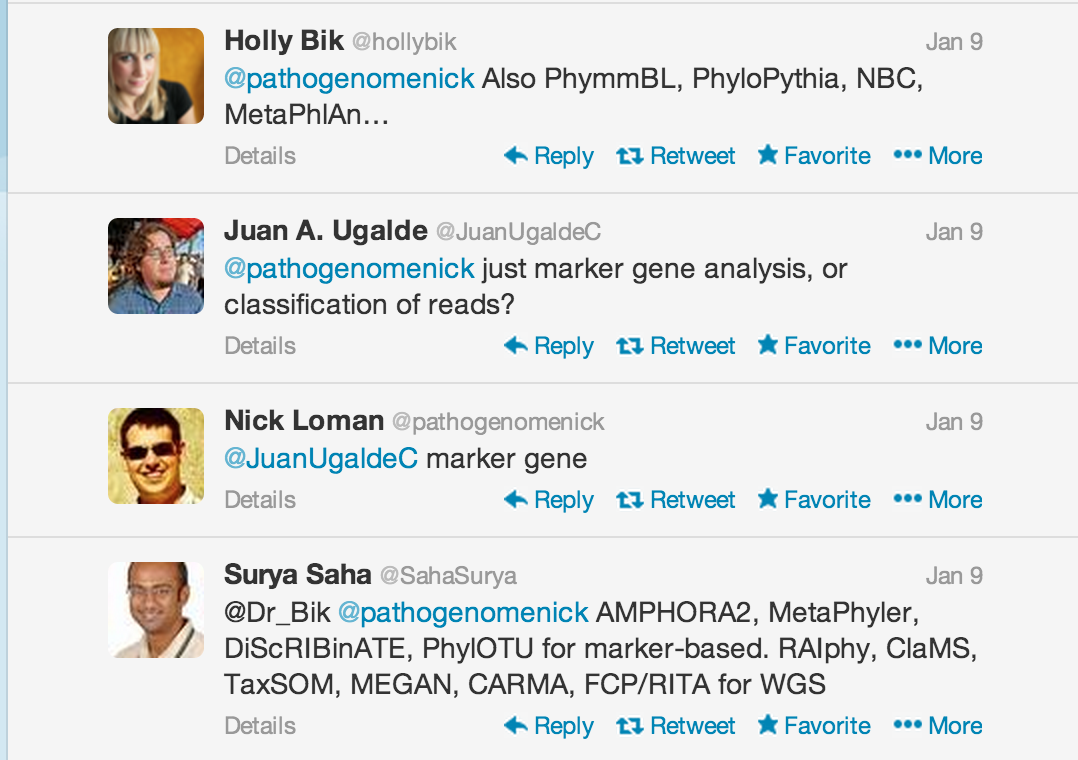 Holly Bik @hollybik Jan 9
@pathogenomenick Also PhymmBL, PhyloPythia, NBC,
MetaPhlAn...
Details Reply Retweet Favorite More
Juan A. Ugalde @JuanUgaldeC Jan 9
@pathogenomenick just marker gene analysis, or
classification of reads?
Details Reply Retweet Favorite More
Nick Loman @pathogenomenick Jan 9
@JuanUgaldeC marker gene
Details Reply Retweet Favorite More
Surya Saha @SahaSurya Jan 9
@Dr_Bik @pathogenomenick AMPHORA2, MetaPhyler,
DiScRIBinATE, PhylOTU for marker-based. RAIphy, ClaMS,
TaxSOM, MEGAN, CARMA, FCP/RITA for WGS
Details Reply Retweet Favorite More